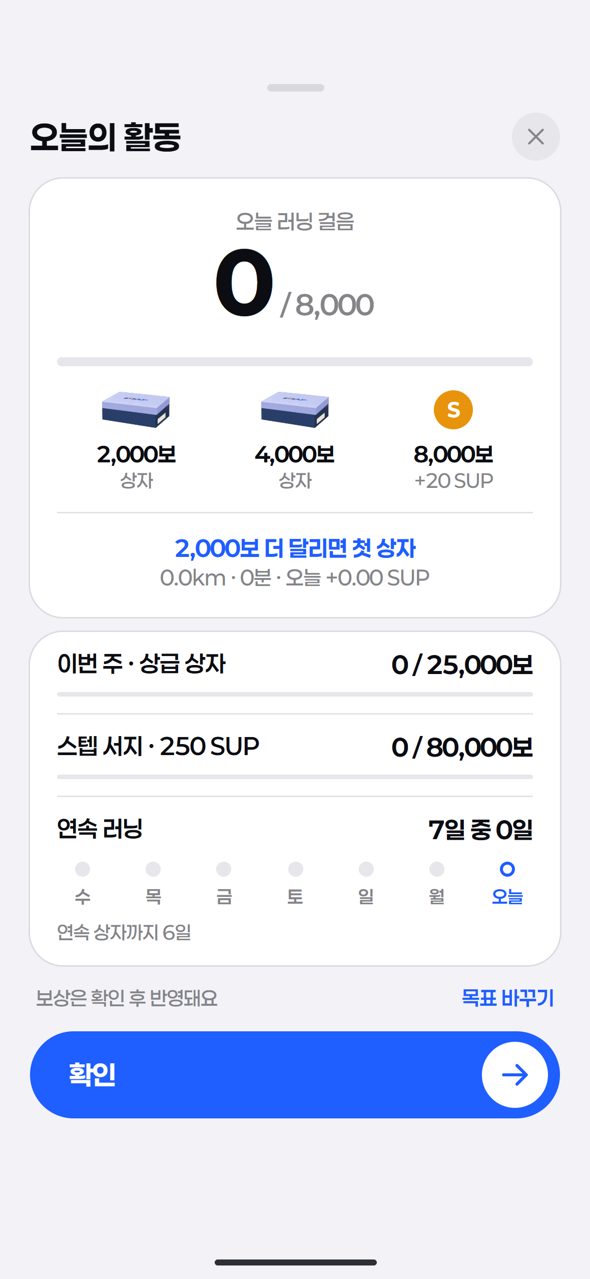 오늘의 활동
오늘 러닝 걸음
0 / 8,000
S
2,000보 4,000보 8,000보
상자 상자 +20 SUP
2,000보 더 달리면 첫 상자
0.0km · 0분 · 오늘 +0.00 SUP
이번 주 · 상급 상자 0 / 25,000보
스텝 서지 · 250 SUP 0 / 80,000보
연속 러닝 7일 중 0일
수 목 금 토 일 월 오늘
연속 상자까지 6일
보상은 확인 후 반영돼요 목표 바꾸기
확인